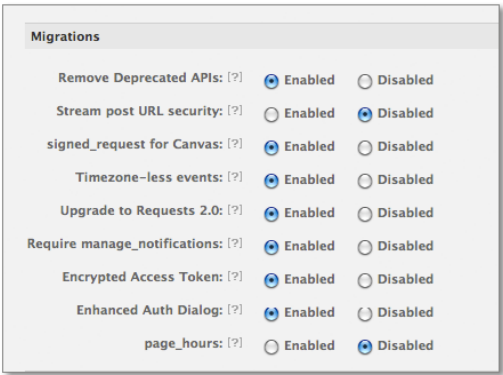 Migrations
Remove Deprecated APIs: [?] Enabled Disabled
Stream post URL security: [?] Enabled Disabled
signed_request for Canvas: [?] Enabled Disabled
Timezone-less events: [?] Enabled Disabled
Upgrade to Requests 2.0: [?] Enabled Disabled
Require manage_notifications: [?] Enabled Disabled
Encrypted Access Token: [?] Enabled Disabled
Enhanced Auth Dialog: [?] Enabled Disabled
page_hours: [?] Enabled Disabled